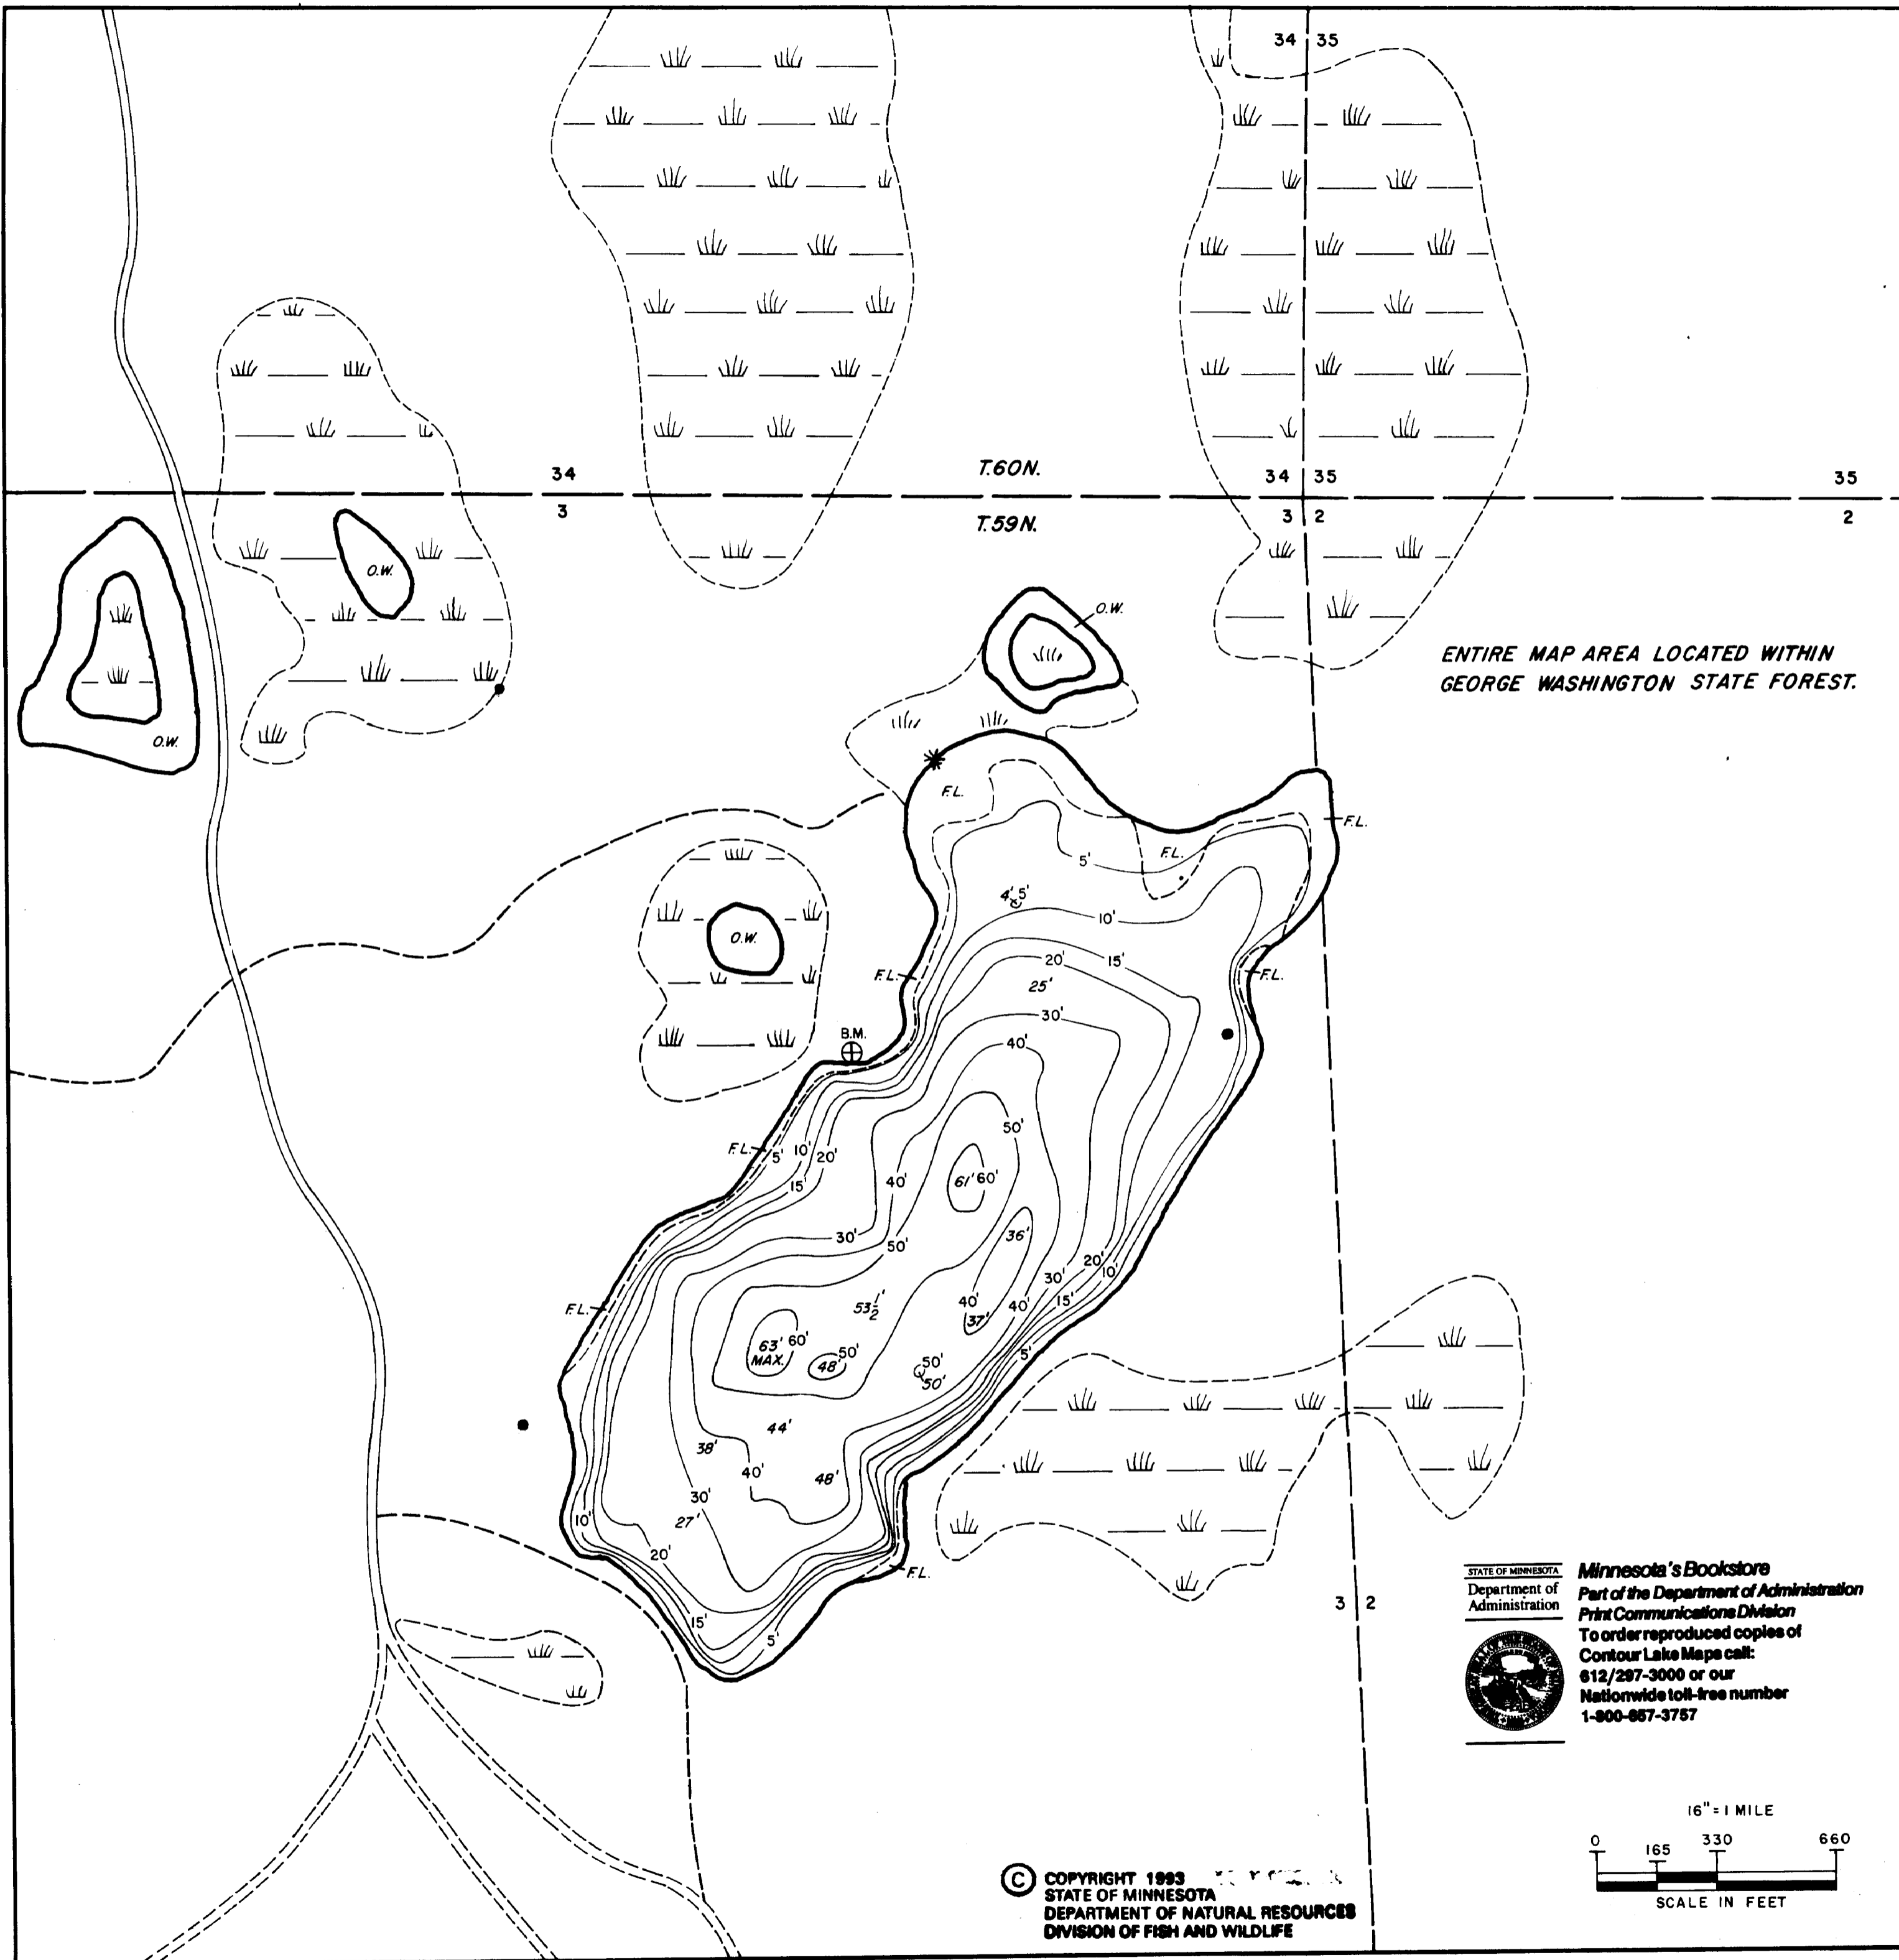 34 35
34
T.60N.
34 35
35
3
T.59N.
3 2
2
O.W.
O.W.
O.W.
ENTIRE MAP AREA LOCATED WITHIN
GEORGE WASHINGTON STATE FOREST.
F.L.
F.L.
5'
F.L.
4' 5'
10'
O.W.
20' 15'
F.L.
F.L.
25'
30'
B.M.
40'
50'
F.L. 5' 10' 20'
15'
40'
61' 60'
30'
50'
36'
20'
10'
30'
F.L.
53½'
40'
40'
15'
37'
63' 60'
MAX.
48' 50'
50'
50'
5'
44'
38'
40'
48'
30'
10'
27'
20'
F.L.
15'
5'
3 2
STATE OF MINNESOTA
Department of
Administration
Minnesota's Bookstore
Part of the Department of Administration
Print Communications Division
To order reproduced copies of
Contour Lake Maps call:
612/297-3000 or our
Nationwide toll-free number
1-800-657-3757
16" = 1 MILE
0 165 330 660
SCALE IN FEET
© COPYRIGHT 1993
STATE OF MINNESOTA
DEPARTMENT OF NATURAL RESOURCES
DIVISION OF FISH AND WILDLIFE